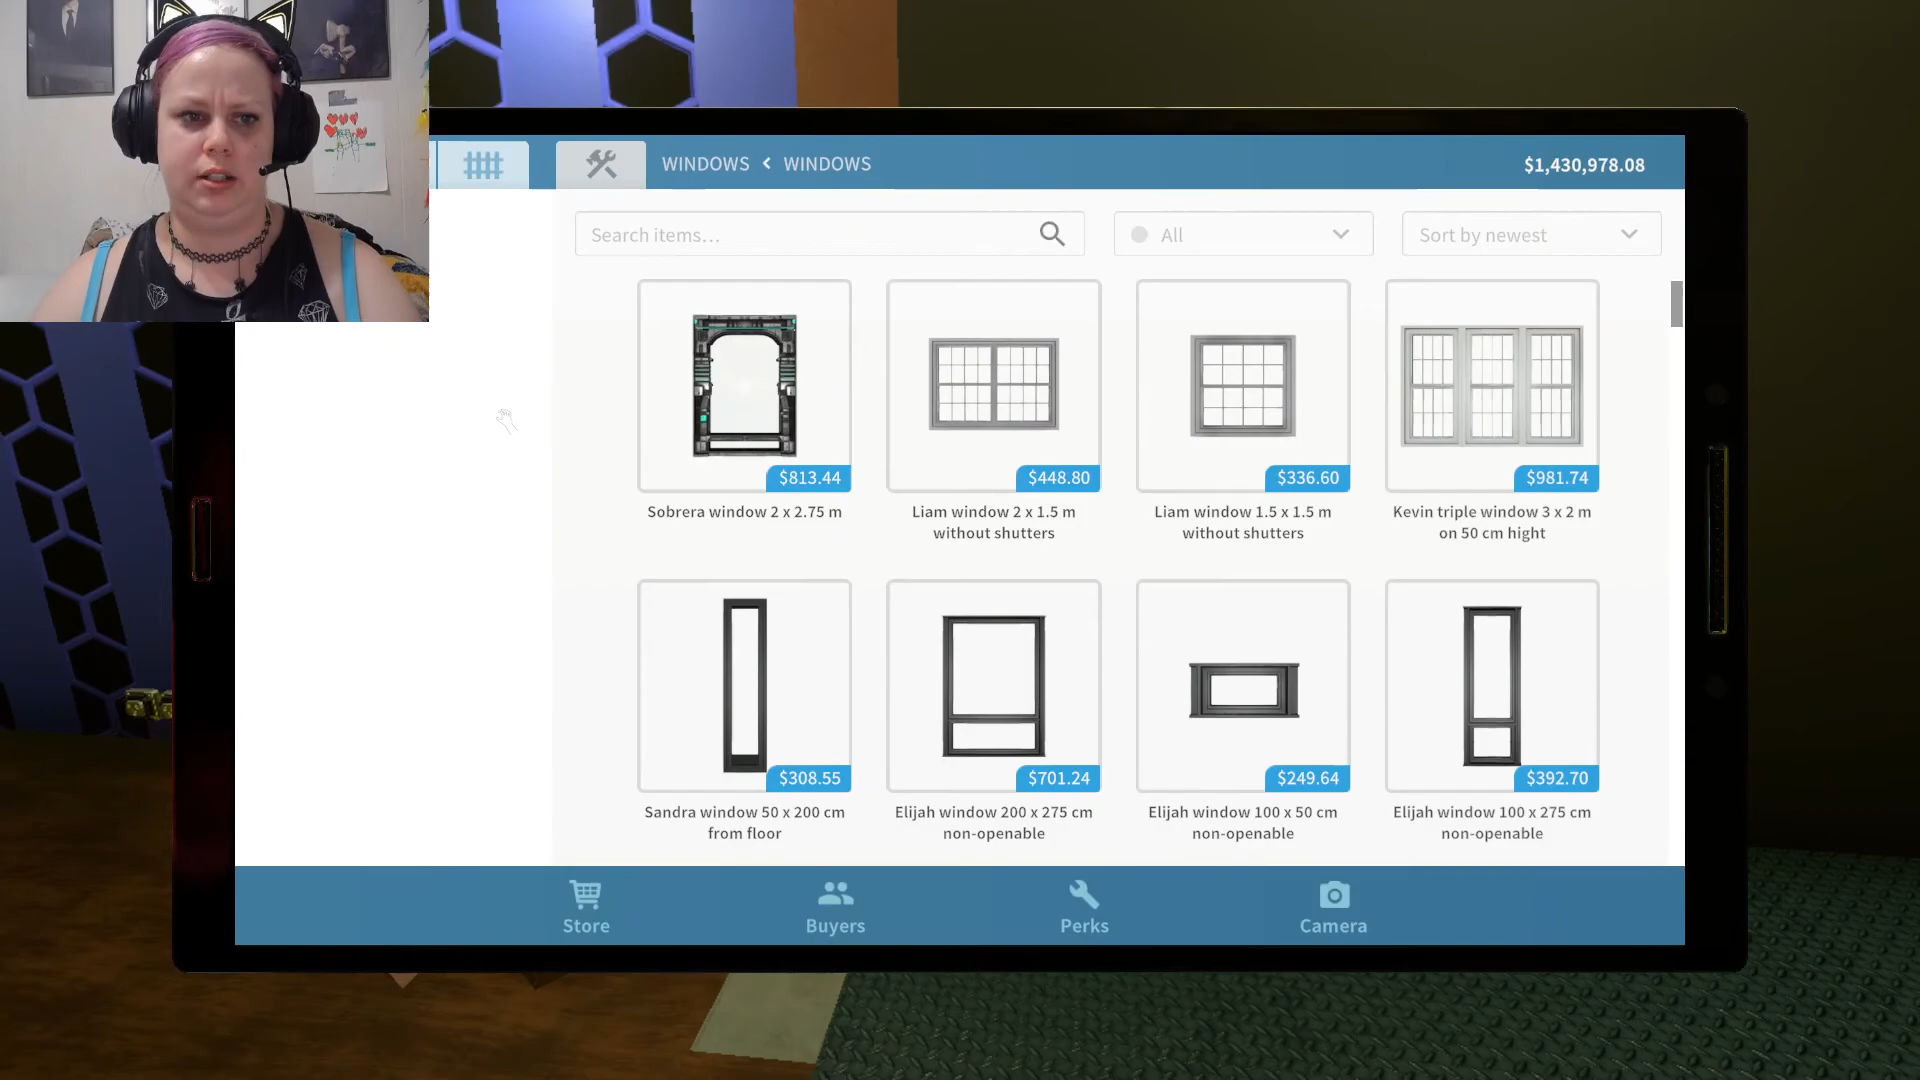 WINDOWS < WINDOWS
$1,430,978.08
Search items...
All
Sort by newest
$813.44
$448.80
$336.60
$981.74
Sobrera window 2 x 2.75 m
Liam window 2 x 1.5 m
without shutters
Liam window 1.5 x 1.5 m
without shutters
Kevin triple window 3 x 2 m
on 50 cm hight
$308.55
$701.24
$249.64
$392.70
Sandra window 50 x 200 cm
from floor
Elijah window 200 x 275 cm
non-openable
Elijah window 100 x 50 cm
non-openable
Elijah window 100 x 275 cm
non-openable
Store
Buyers
Perks
Camera